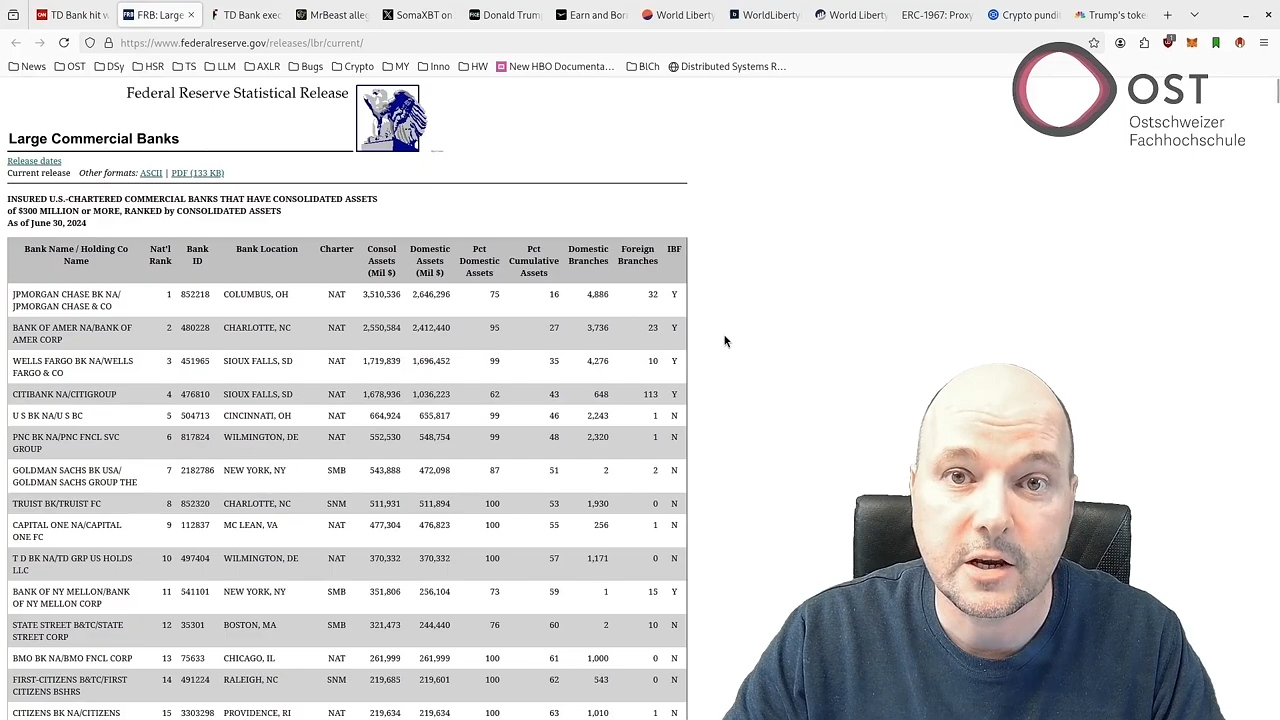 TD Bank hit w
FRB: Large
TD Bank exec
MrBeast alleg
SomaXBT on
Donald Trum
Earn and Bor
World Liberty
WorldLiberty
World Liberty
ERC-1967: Proxy
Crypto pundi
Trump's toke
https://www.federalreserve.gov/releases/lbr/current/
News OST DSy HSR TS LLM AXLR Bugs Crypto MY Inno HW New HBO Documenta... BICh Distributed Systems R...
OST
Ostschweizer
Fachhochschule
Federal Reserve Statistical Release
Large Commercial Banks
Release dates
Current release Other formats: ASCII | PDF (133 KB)
INSURED U.S.-CHARTERED COMMERCIAL BANKS THAT HAVE CONSOLIDATED ASSETS
of $300 MILLION or MORE, RANKED by CONSOLIDATED ASSETS
As of June 30, 2024
Bank Name / Holding Co Name Nat'l Rank Bank ID Bank Location Charter Consol Assets (Mil $) Domestic Assets (Mil $) Pct Domestic Assets Pct Cumulative Assets Domestic Branches Foreign Branches IBF
JPMORGAN CHASE BK NA/ JPMORGAN CHASE & CO 1 852218 COLUMBUS, OH NAT 3,510,536 2,646,296 75 16 4,886 32 Y
BANK OF AMER NA/BANK OF AMER CORP 2 480228 CHARLOTTE, NC NAT 2,550,584 2,412,440 95 27 3,736 23 Y
WELLS FARGO BK NA/WELLS FARGO & CO 3 451965 SIOUX FALLS, SD NAT 1,719,839 1,696,452 99 35 4,276 10 Y
CITIBANK NA/CITIGROUP 4 476810 SIOUX FALLS, SD NAT 1,678,936 1,036,223 62 43 648 113 Y
U S BK NA/U S BC 5 504713 CINCINNATI, OH NAT 664,924 655,817 99 46 2,243 1 N
PNC BK NA/PNC FNCL SVC GROUP 6 817824 WILMINGTON, DE NAT 552,530 548,754 99 48 2,320 1 N
GOLDMAN SACHS BK USA/ GOLDMAN SACHS GROUP THE 7 2182786 NEW YORK, NY SMB 543,888 472,098 87 51 2 2 N
TRUIST BK/TRUIST FC 8 852320 CHARLOTTE, NC SNM 511,931 511,894 100 53 1,930 0 N
CAPITAL ONE NA/CAPITAL ONE FC 9 112837 MC LEAN, VA NAT 477,304 476,823 100 55 256 1 N
T D BK NA/TD GRP US HOLDS LLC 10 497404 WILMINGTON, DE NAT 370,332 370,332 100 57 1,171 0 N
BANK OF NY MELLON/BANK OF NY MELLON CORP 11 541101 NEW YORK, NY SMB 351,806 256,104 73 59 1 15 Y
STATE STREET B&TC/STATE STREET CORP 12 35301 BOSTON, MA SMB 321,473 244,440 76 60 2 10 N
BMO BK NA/BMO FNCL CORP 13 75633 CHICAGO, IL NAT 261,999 261,999 100 61 1,000 0 N
FIRST-CITIZENS B&TC/FIRST CITIZENS BSHRS 14 491224 RALEIGH, NC SNM 219,685 219,601 100 62 543 0 N
CITIZENS BK NA/CITIZENS 15 3303298 PROVIDENCE, RI NAT 219,634 219,634 100 63 1,010 1 N